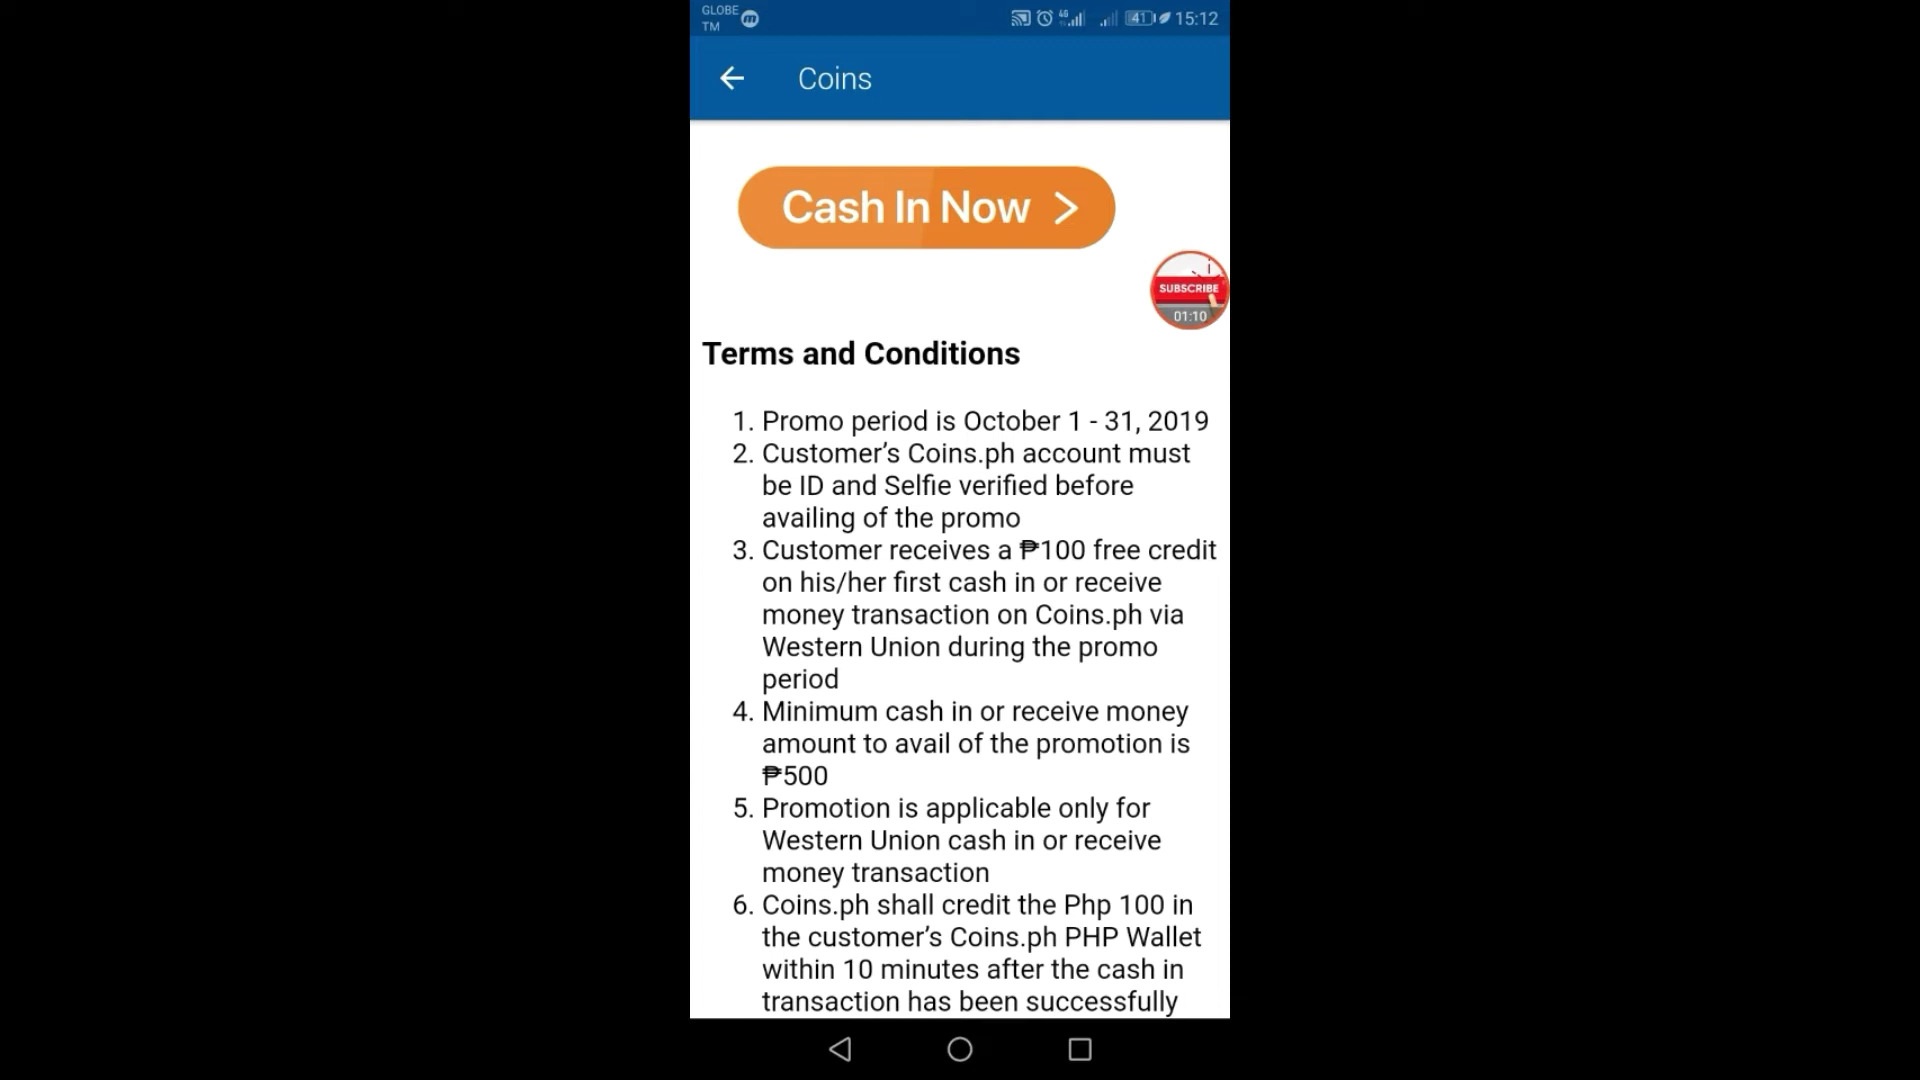 GLOBE
TM
4G
41
15:12
Coins
Cash In Now >
SUBSCRIBE
01:10
Terms and Conditions
1. Promo period is October 1 - 31, 2019
2. Customer’s Coins.ph account must
be ID and Selfie verified before
availing of the promo
3. Customer receives a ₱100 free credit
on his/her first cash in or receive
money transaction on Coins.ph via
Western Union during the promo
period
4. Minimum cash in or receive money
amount to avail of the promotion is
₱500
5. Promotion is applicable only for
Western Union cash in or receive
money transaction
6. Coins.ph shall credit the Php 100 in
the customer’s Coins.ph PHP Wallet
within 10 minutes after the cash in
transaction has been successfully